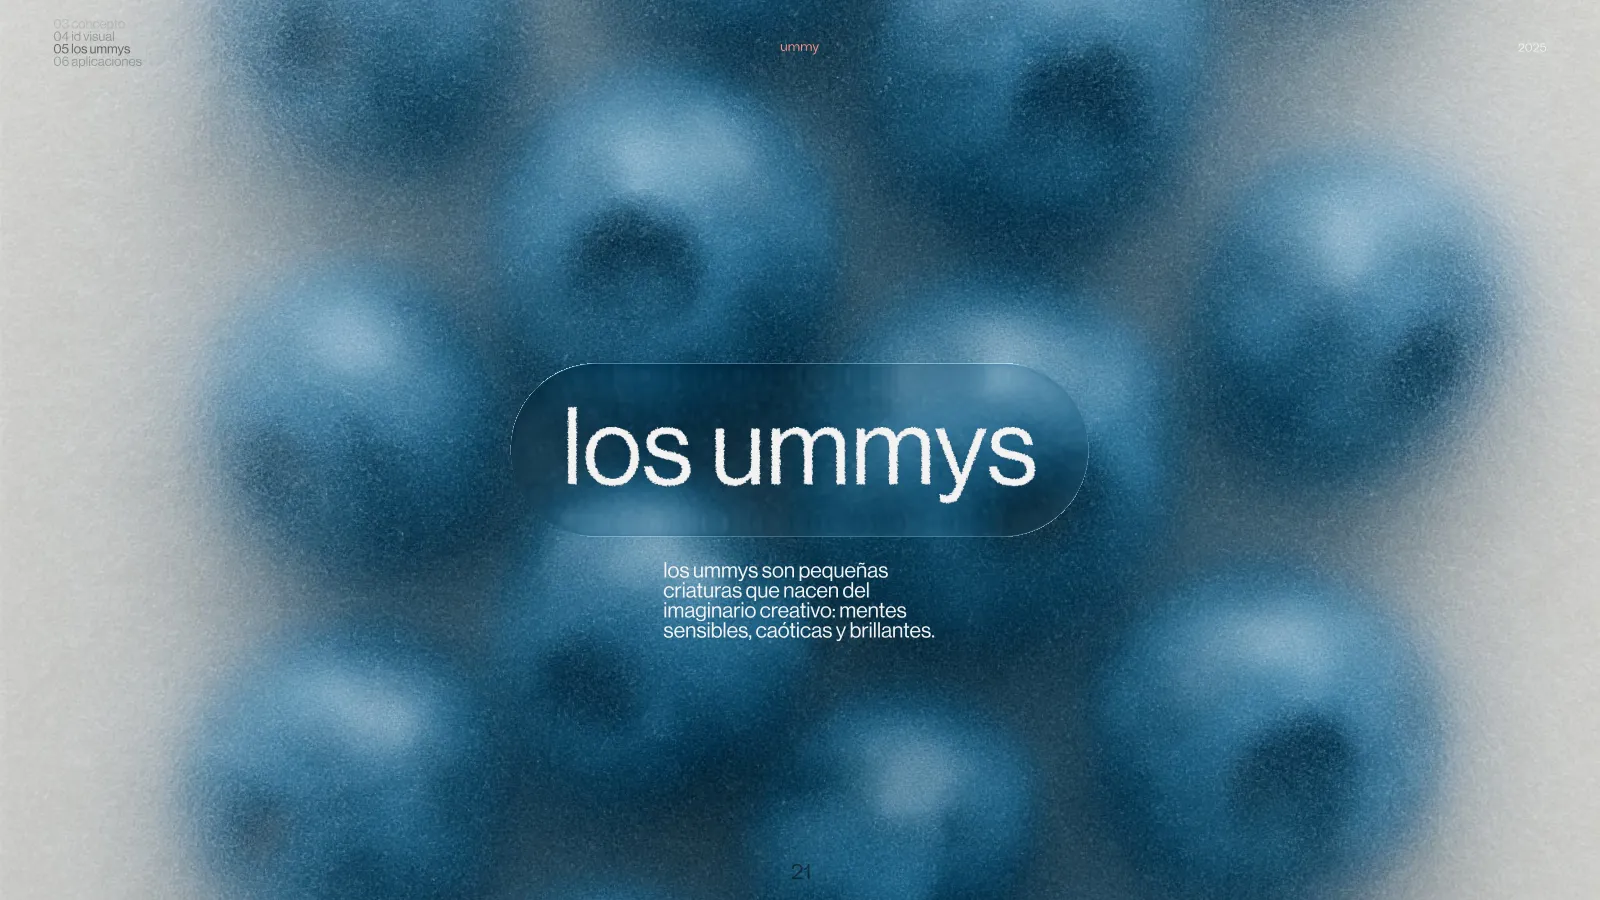 03 concepto
04 id visual
05 los ummys
06 aplicaciones
ummy
2025
los ummys
los ummys son pequeñas
criaturas que nacen del
imaginario creativo: mentes
sensibles, caóticas y brillantes.
21